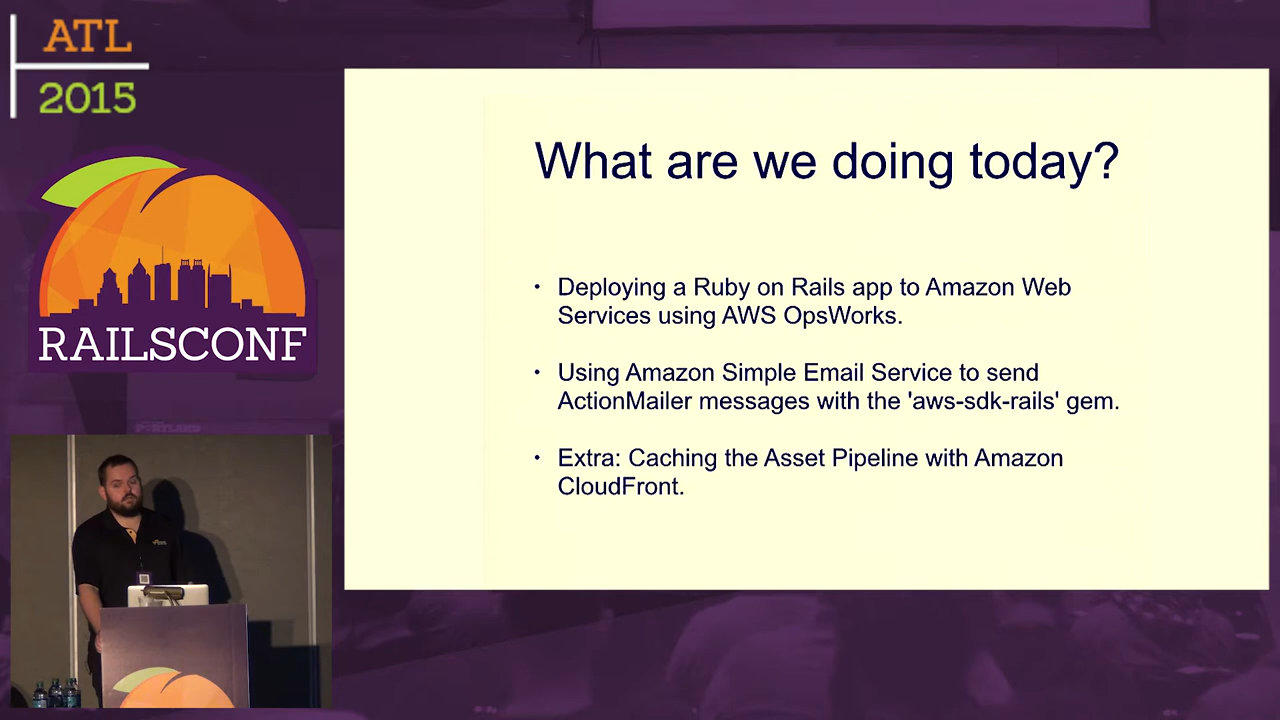 ATL
2015
RAILSCONF
What are we doing today?
• Deploying a Ruby on Rails app to Amazon Web
Services using AWS OpsWorks.
• Using Amazon Simple Email Service to send
ActionMailer messages with the 'aws-sdk-rails' gem.
• Extra: Caching the Asset Pipeline with Amazon
CloudFront.